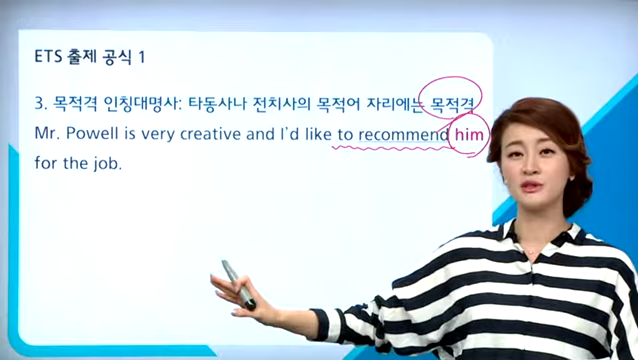 ETS 출제 공식 1
3. 목적격 인칭대명사: 타동사나 전치사의 목적어 자리에는 목적격
Mr. Powell is very creative and I'd like to recommend him
for the job.